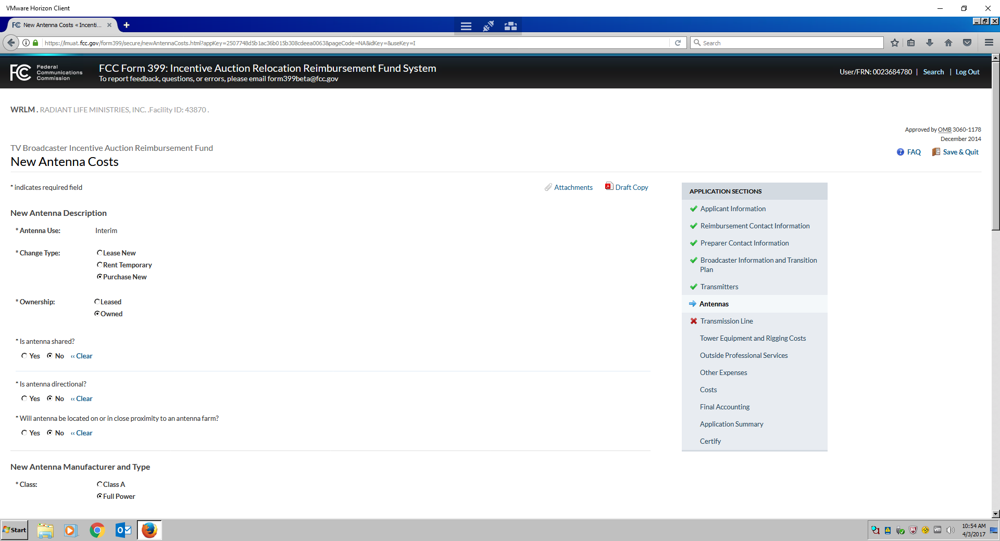 VMware Horizon Client
New Antenna Costs « Incenti...
https://lmuat.fcc.gov/form399/secure/newAntennaCosts.html?appKey=2507748d5b1ac36b015b308cdeea0063&pageCode=NA&idKey=&useKey=I
Search
FCC Federal Communications Commission
FCC Form 399: Incentive Auction Relocation Reimbursement Fund System
To report feedback, questions, or errors, please email form399beta@fcc.gov
User/FRN: 0023684780 | Search | Log Out
WRLM . RADIANT LIFE MINISTRIES, INC. .Facility ID: 43870 .
Approved by OMB 3060-1178
December 2014
TV Broadcaster Incentive Auction Reimbursement Fund
FAQ Save & Quit
New Antenna Costs
* indicates required field
Attachments Draft Copy
New Antenna Description
* Antenna Use: Interim
* Change Type: Lease New
Rent Temporary
Purchase New
* Ownership: Leased
Owned
* Is antenna shared?
Yes No ‹‹ Clear
* Is antenna directional?
Yes No ‹‹ Clear
* Will antenna be located on or in close proximity to an antenna farm?
Yes No ‹‹ Clear
New Antenna Manufacturer and Type
* Class: Class A
Full Power
APPLICATION SECTIONS
Applicant Information
Reimbursement Contact Information
Preparer Contact Information
Broadcaster Information and Transition
Plan
Transmitters
Antennas
Transmission Line
Tower Equipment and Rigging Costs
Outside Professional Services
Other Expenses
Costs
Final Accounting
Application Summary
Certify
Start
10:54 AM
4/3/2017